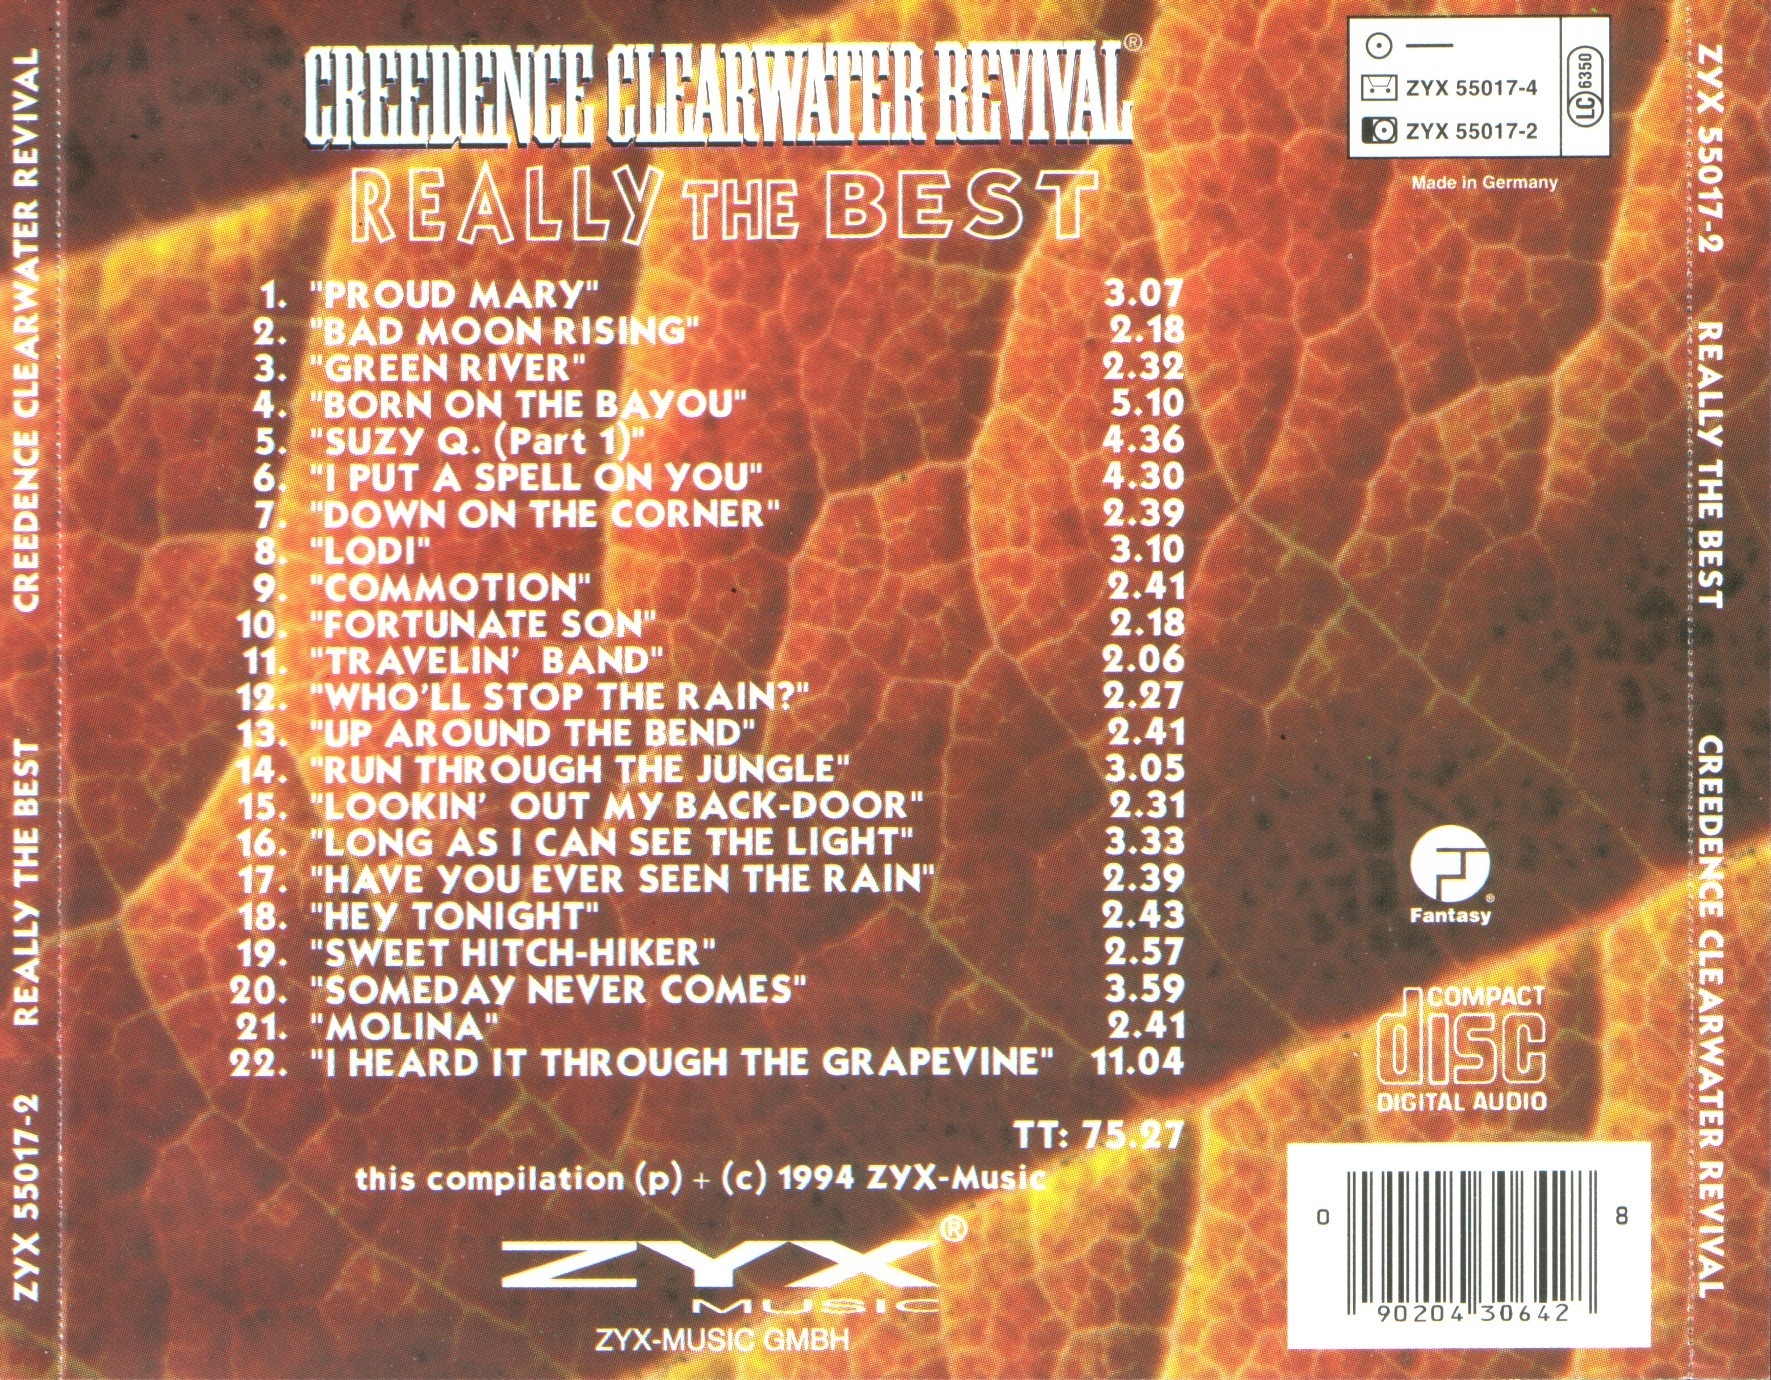 CREEDENCE CLEARWATER REVIVAL®
REALLY THE BEST
1. "PROUD MARY" 3.07
2. "BAD MOON RISING" 2.18
3. "GREEN RIVER" 2.32
4. "BORN ON THE BAYOU" 5.10
5. "SUZY Q. (Part 1)" 4.36
6. "I PUT A SPELL ON YOU" 4.30
7. "DOWN ON THE CORNER" 2.39
8. "LODI" 3.10
9. "COMMOTION" 2.41
10. "FORTUNATE SON" 2.18
11. "TRAVELIN' BAND" 2.06
12. "WHO'LL STOP THE RAIN?" 2.27
13. "UP AROUND THE BEND" 2.41
14. "RUN THROUGH THE JUNGLE" 3.05
15. "LOOKIN' OUT MY BACK-DOOR" 2.31
16. "LONG AS I CAN SEE THE LIGHT" 3.33
17. "HAVE YOU EVER SEEN THE RAIN" 2.39
18. "HEY TONIGHT" 2.43
19. "SWEET HITCH-HIKER" 2.57
20. "SOMEDAY NEVER COMES" 3.59
21. "MOLINA" 2.41
22. "I HEARD IT THROUGH THE GRAPEVINE" 11.04
TT: 75.27
this compilation (p) + (c) 1994 ZYX-Music
ZYX®
MUSIC
ZYX-MUSIC GMBH
ZYX 55017-4
ZYX 55017-2
LC 6350
Made in Germany
Fantasy®
COMPACT
disc
DIGITAL AUDIO
0 90204 30642 8
ZYX 55017-2 REALLY THE BEST CREEDENCE CLEARWATER REVIVAL
ZYX 55017-2 REALLY THE BEST CREEDENCE CLEARWATER REVIVAL